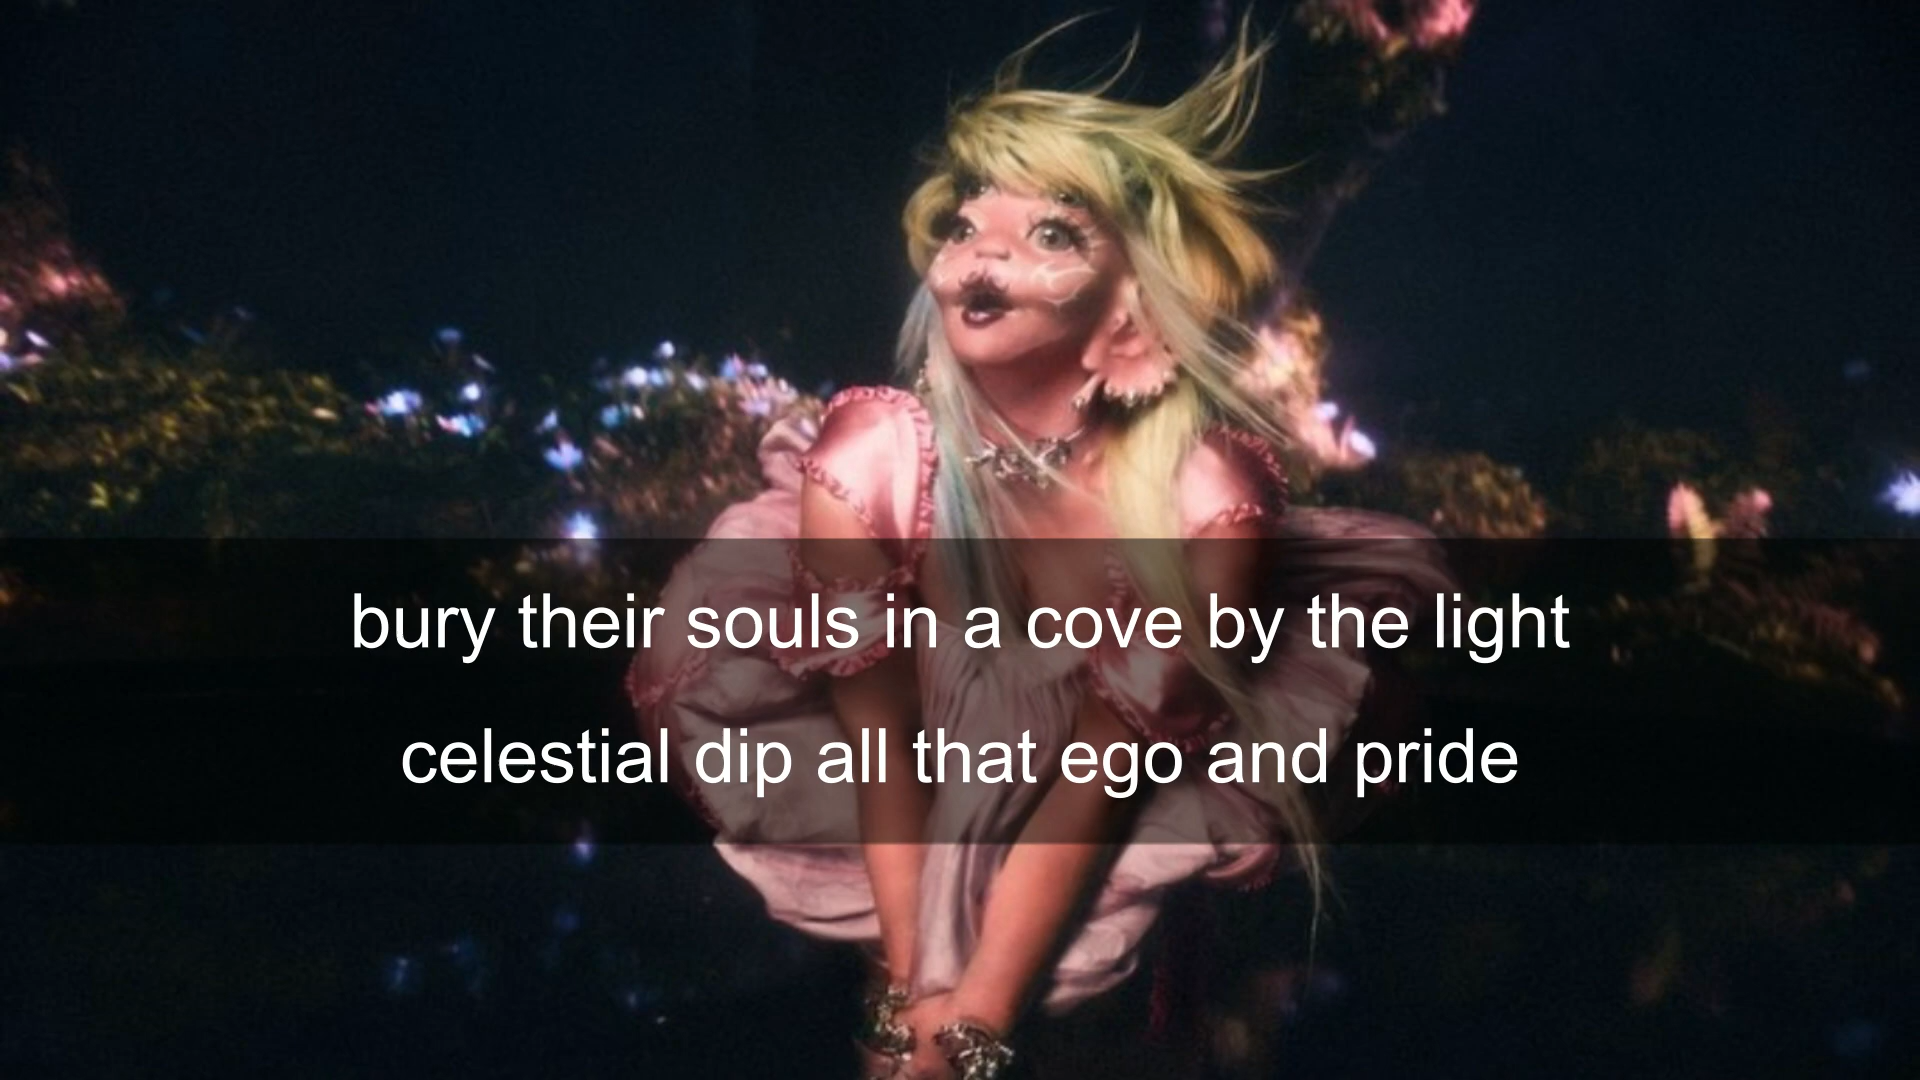 bury their souls in a cove by the light
celestial dip all that ego and pride